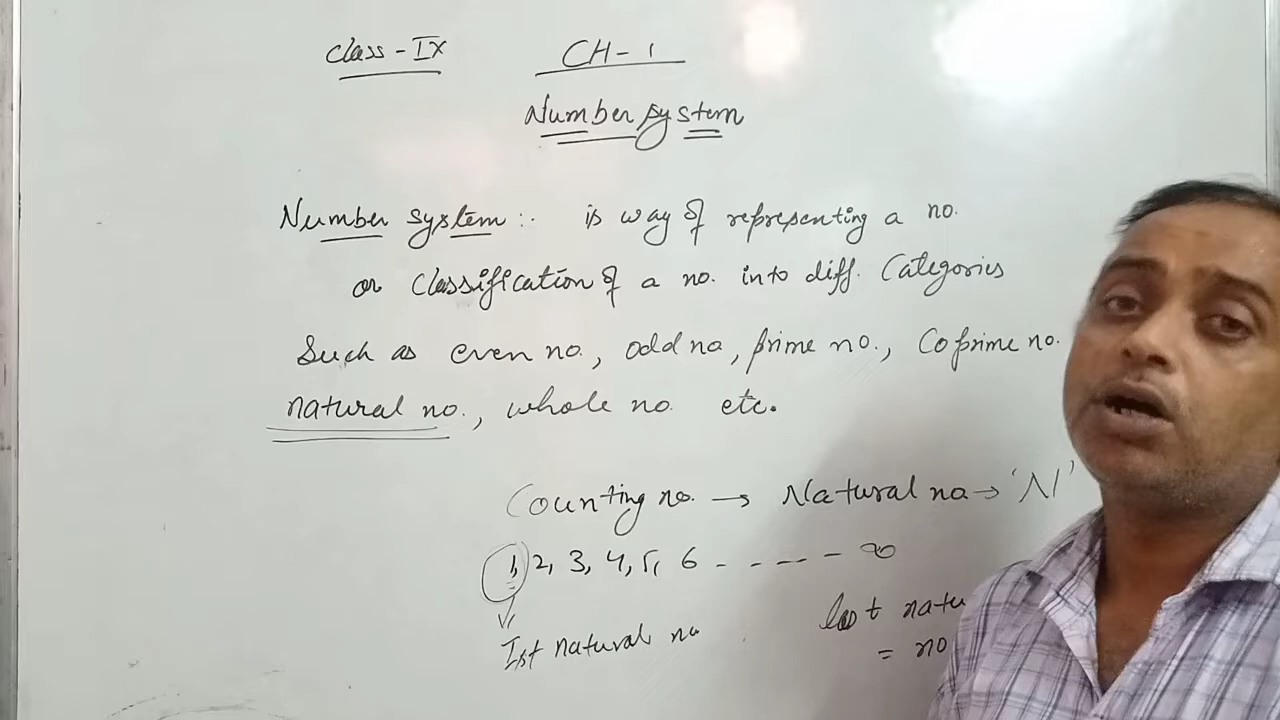 Class - IX
CH - 1
Number System
Number system :- is way of representing a no.
or Classification of a no. into diff. Categories
Such as even no., odd no, prime no., Coprime no.
natural no., whole no. etc.
Counting no. → Natural no → 'N'
1, 2, 3, 4, 5, 6 - - - - - ∞
Ist natural no
last natu
= no